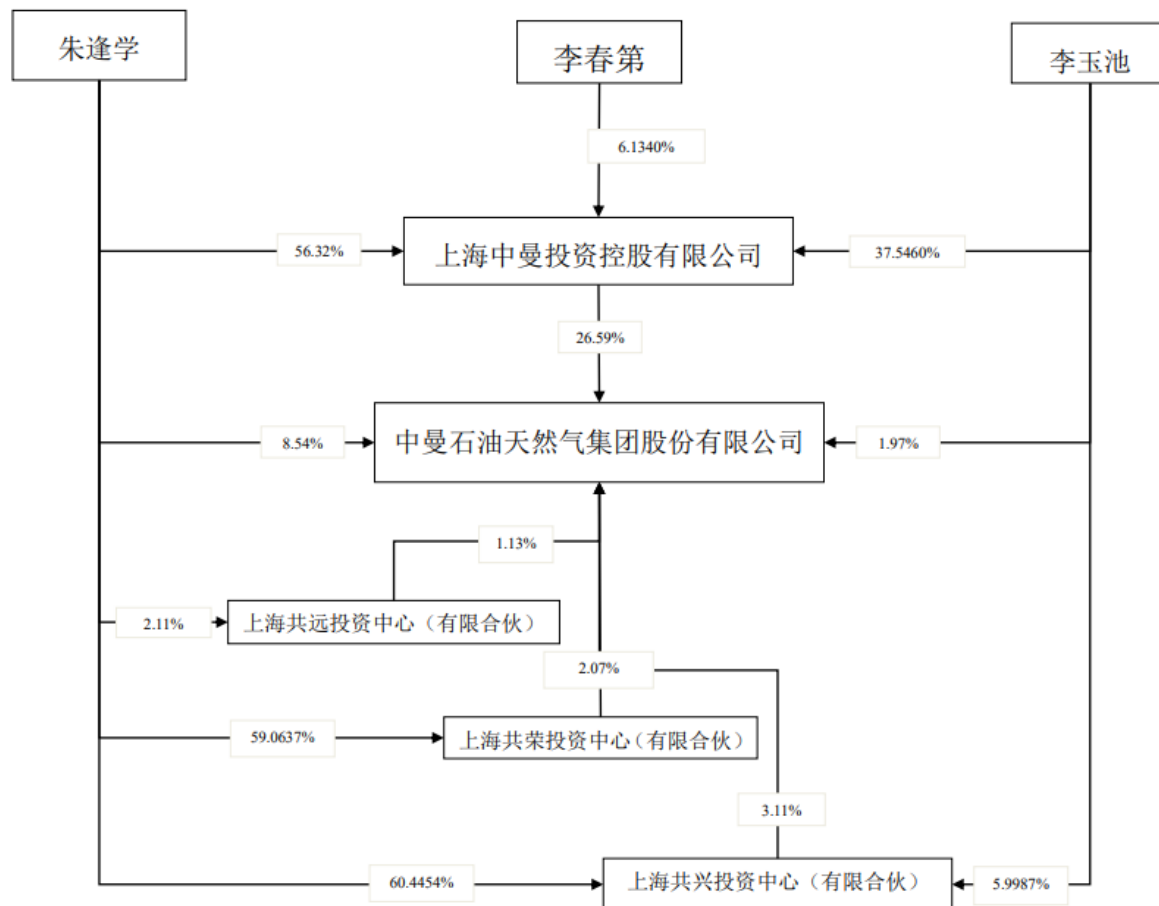 朱逢学
李春第
李玉池
6.1340%
56.32%
上海中曼投资控股有限公司
37.5460%
26.59%
8.54%
中曼石油天然气集团股份有限公司
1.97%
1.13%
2.11%
上海共远投资中心（有限合伙）
2.07%
59.0637%
上海共荣投资中心（有限合伙）
3.11%
60.4454%
上海共兴投资中心（有限合伙）
5.9987%